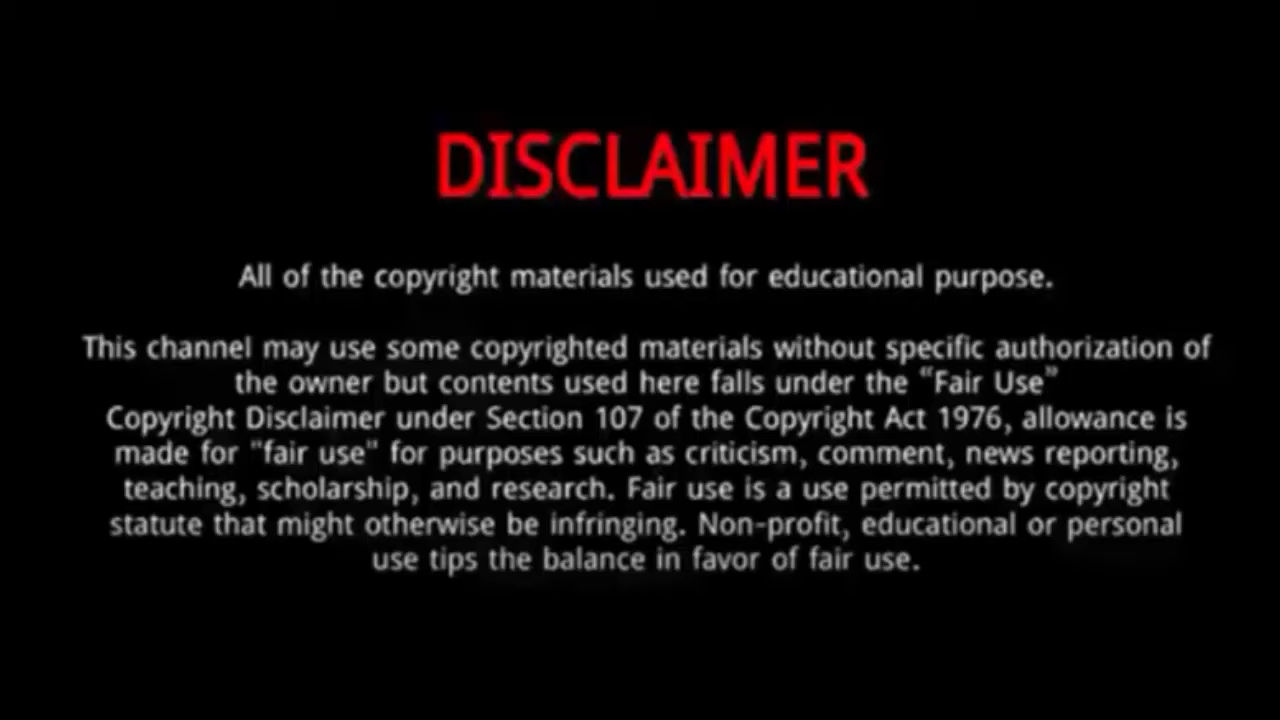 DISCLAIMER
All of the copyright materials used for educational purpose.
This channel may use some copyrighted materials without specific authorization of
the owner but contents used here falls under the “Fair Use”
Copyright Disclaimer under Section 107 of the Copyright Act 1976, allowance is
made for "fair use" for purposes such as criticism, comment, news reporting,
teaching, scholarship, and research. Fair use is a use permitted by copyright
statute that might otherwise be infringing. Non-profit, educational or personal
use tips the balance in favor of fair use.